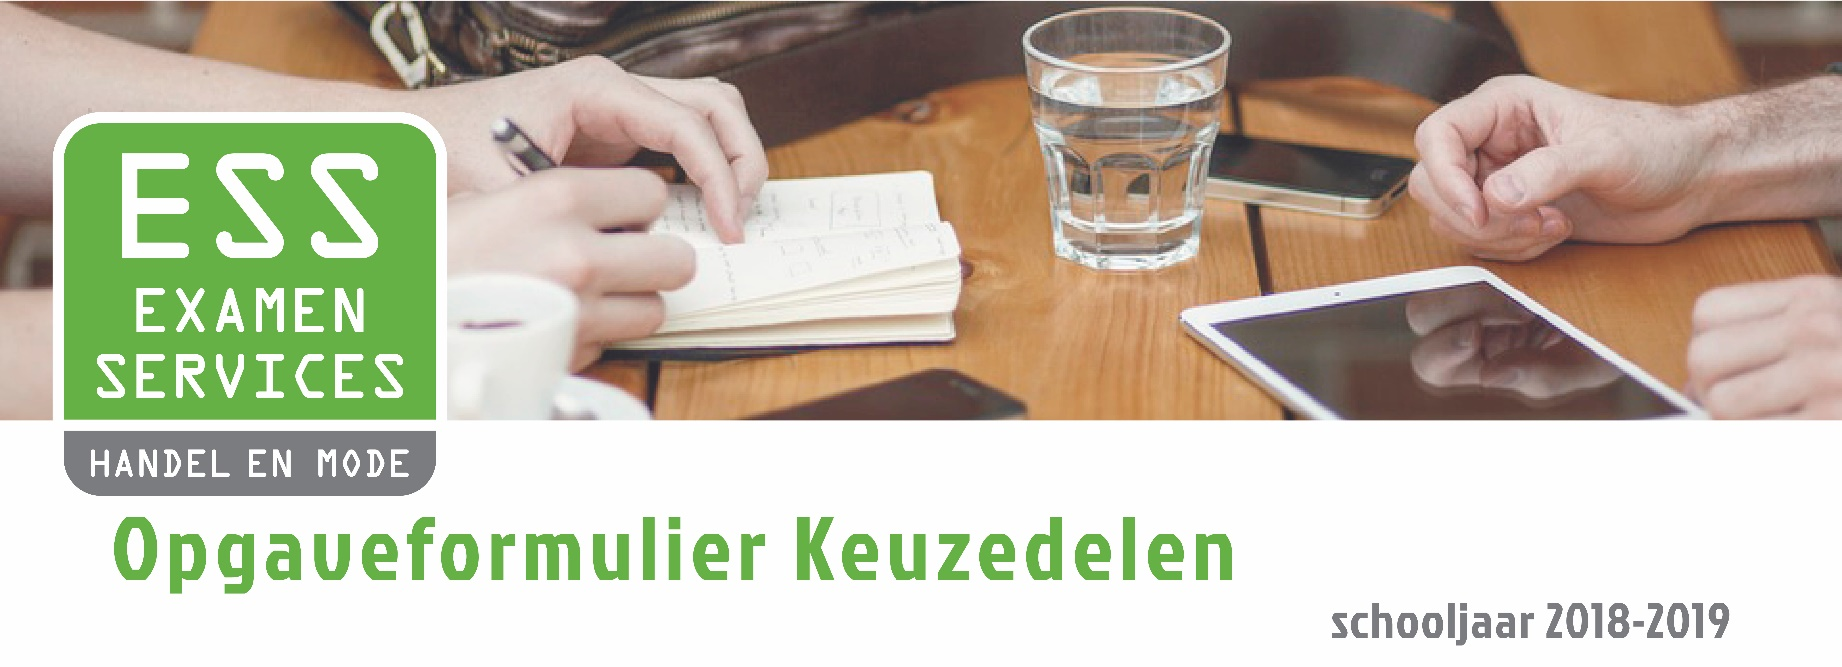 ESS
EXAMEN
SERVICES
HANDEL EN MODE
Opgaveformulier Keuzedelen
schooljaar 2018-2019